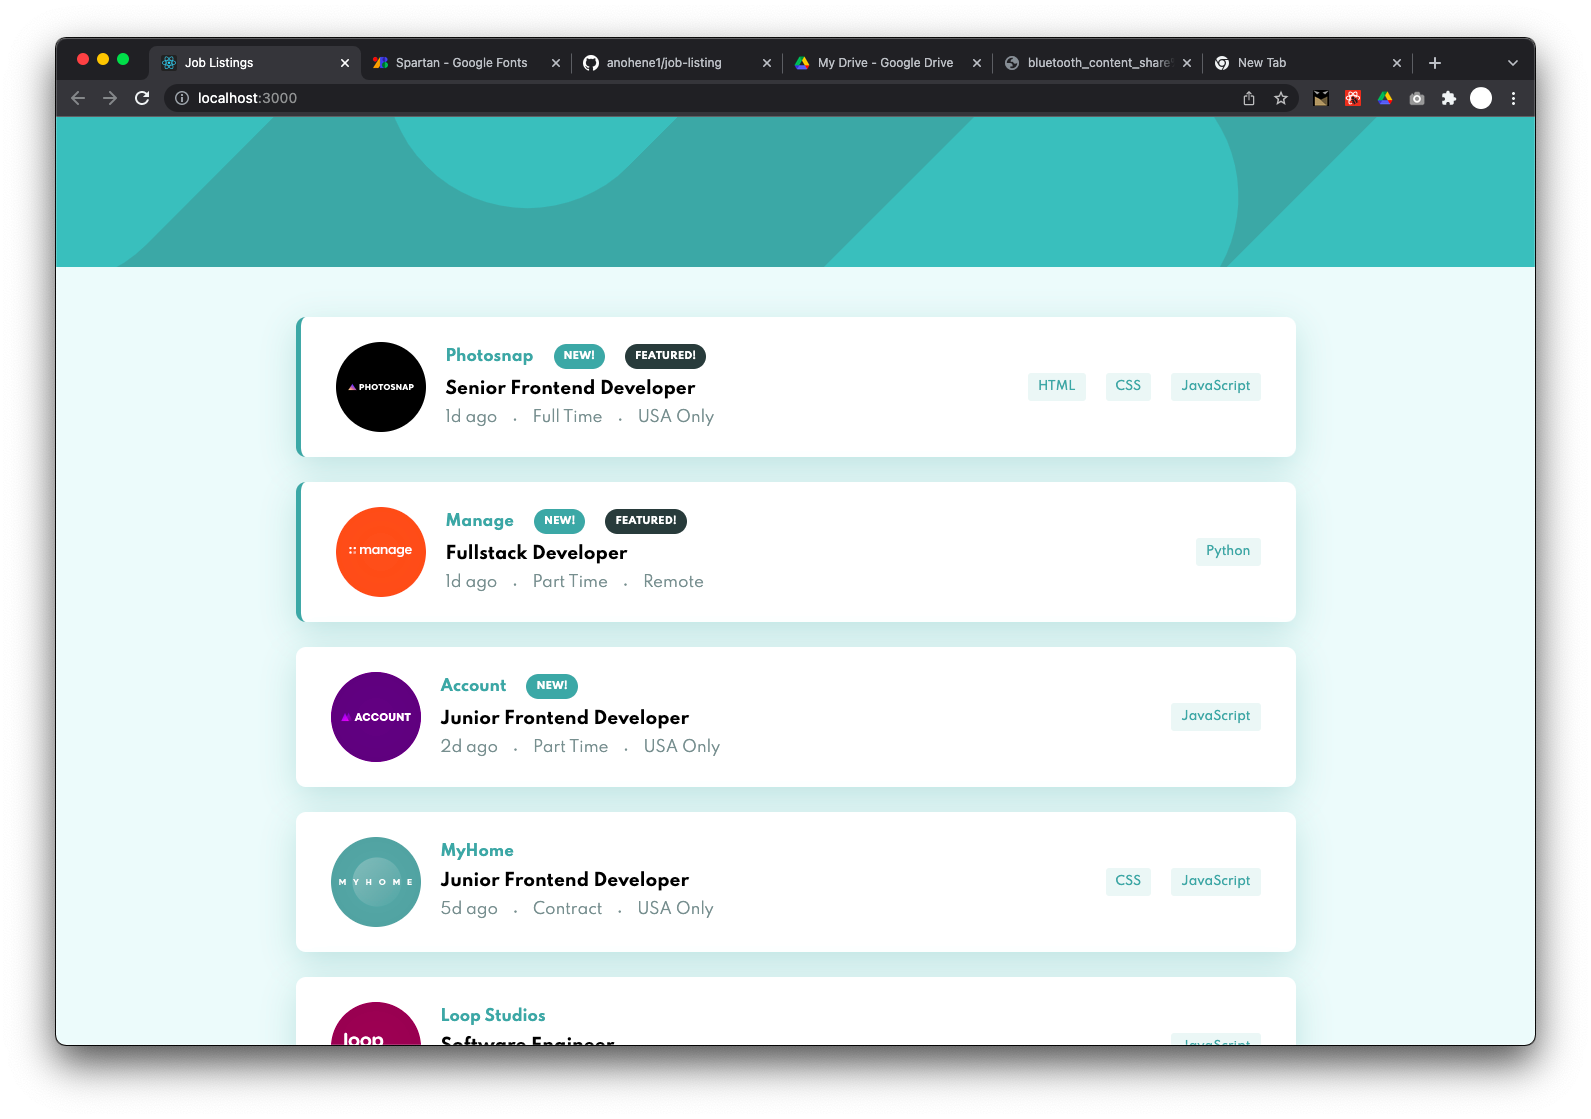 Job Listings
Spartan - Google Fonts
anohene1/job-listing
My Drive - Google Drive
bluetooth_content_share
New Tab
localhost:3000
PHOTOSNAP
Photosnap NEW! FEATURED!
Senior Frontend Developer
1d ago . Full Time . USA Only
HTML CSS JavaScript
manage
Manage NEW! FEATURED!
Fullstack Developer
1d ago . Part Time . Remote
Python
ACCOUNT
Account NEW!
Junior Frontend Developer
2d ago . Part Time . USA Only
JavaScript
MYHOME
MyHome
Junior Frontend Developer
5d ago . Contract . USA Only
CSS JavaScript
loop
Loop Studios
Software Engineer
JavaScript